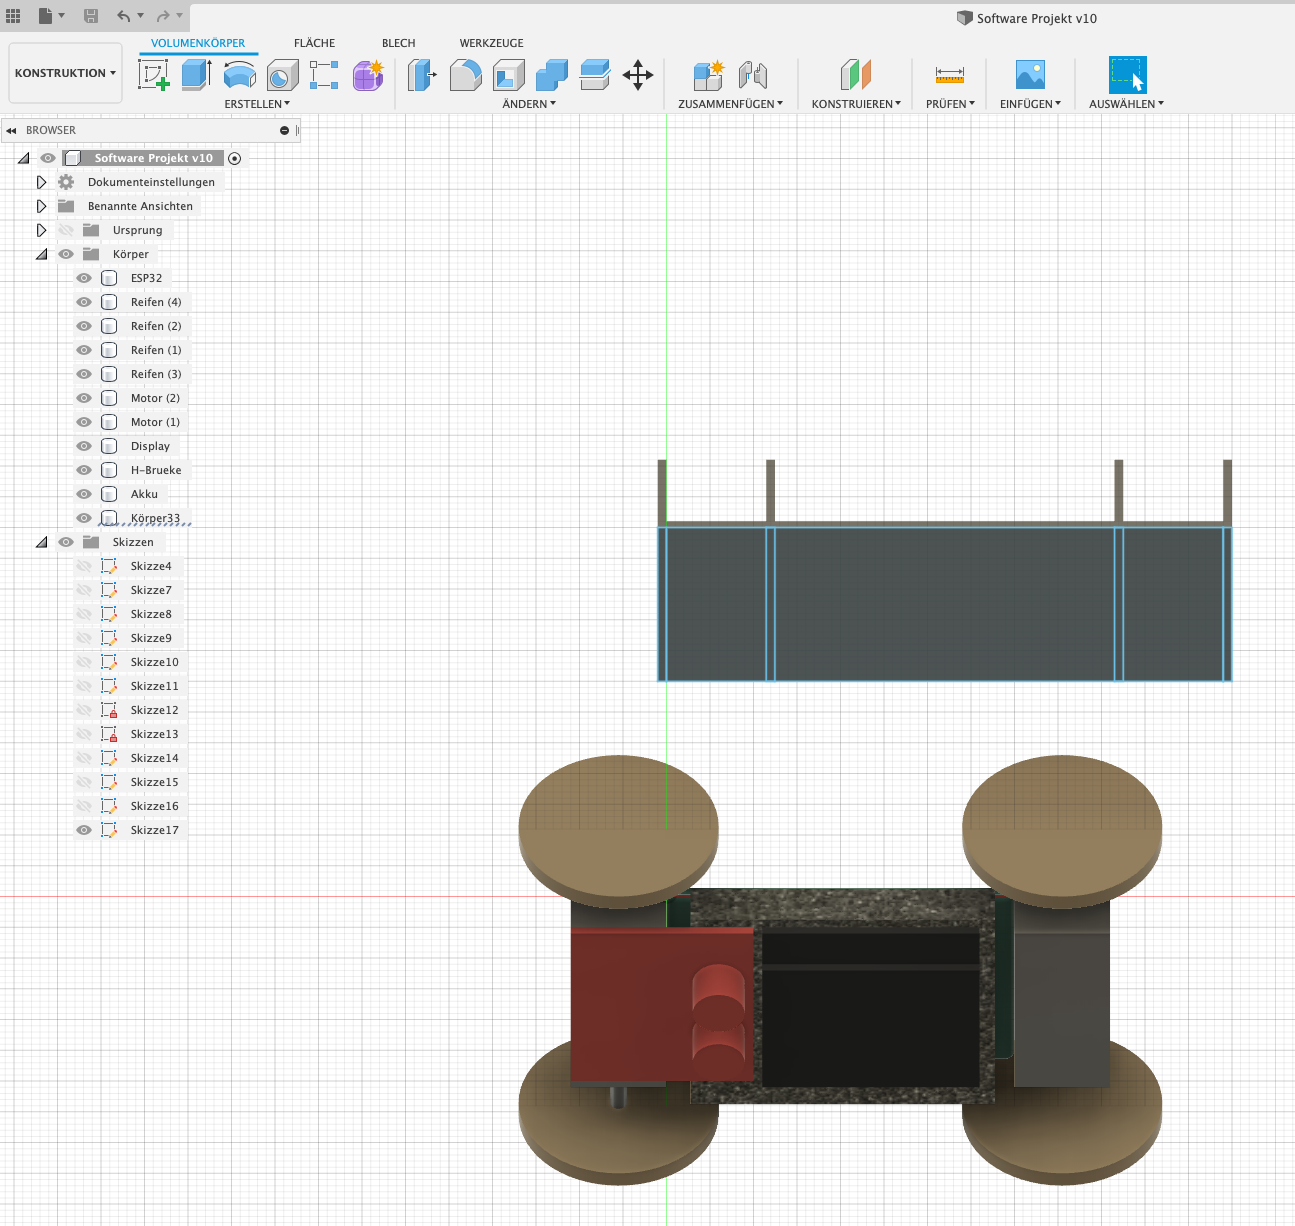 Software Projekt v10
VOLUMENKÖRPER FLÄCHE BLECH WERKZEUGE
KONSTRUKTION
ERSTELLEN ÄNDERN ZUSAMMENFÜGEN KONSTRUIEREN PRÜFEN EINFÜGEN AUSWÄHLEN
BROWSER
Software Projekt v10
Dokumenteinstellungen
Benannte Ansichten
Ursprung
Körper
ESP32
Reifen (4)
Reifen (2)
Reifen (1)
Reifen (3)
Motor (2)
Motor (1)
Display
H-Brueke
Akku
Körper33
Skizzen
Skizze4
Skizze7
Skizze8
Skizze9
Skizze10
Skizze11
Skizze12
Skizze13
Skizze14
Skizze15
Skizze16
Skizze17